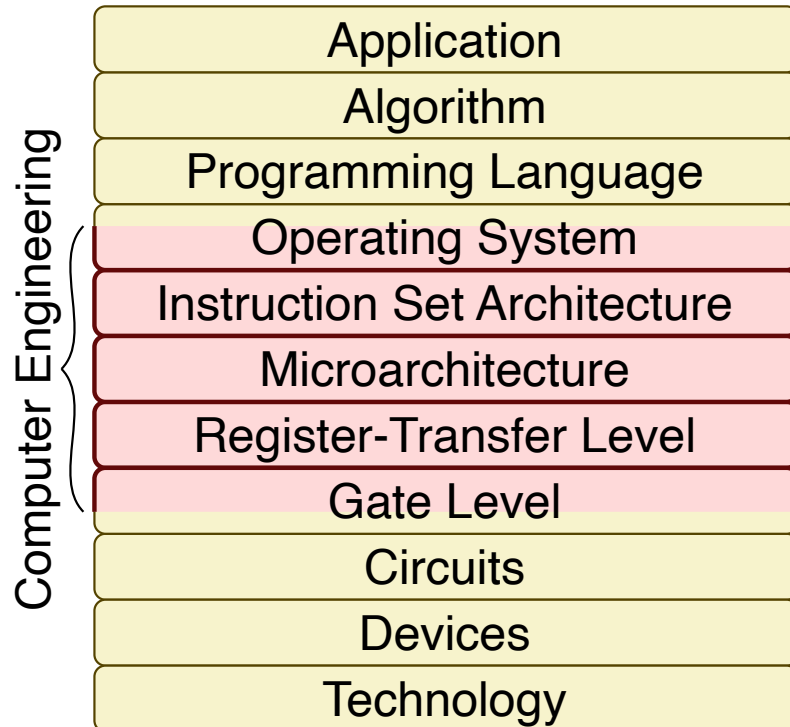 Application
Algorithm
Programming Language
Operating System
Instruction Set Architecture
Microarchitecture
Register-Transfer Level
Gate Level
Circuits
Devices
Technology
Computer Engineering